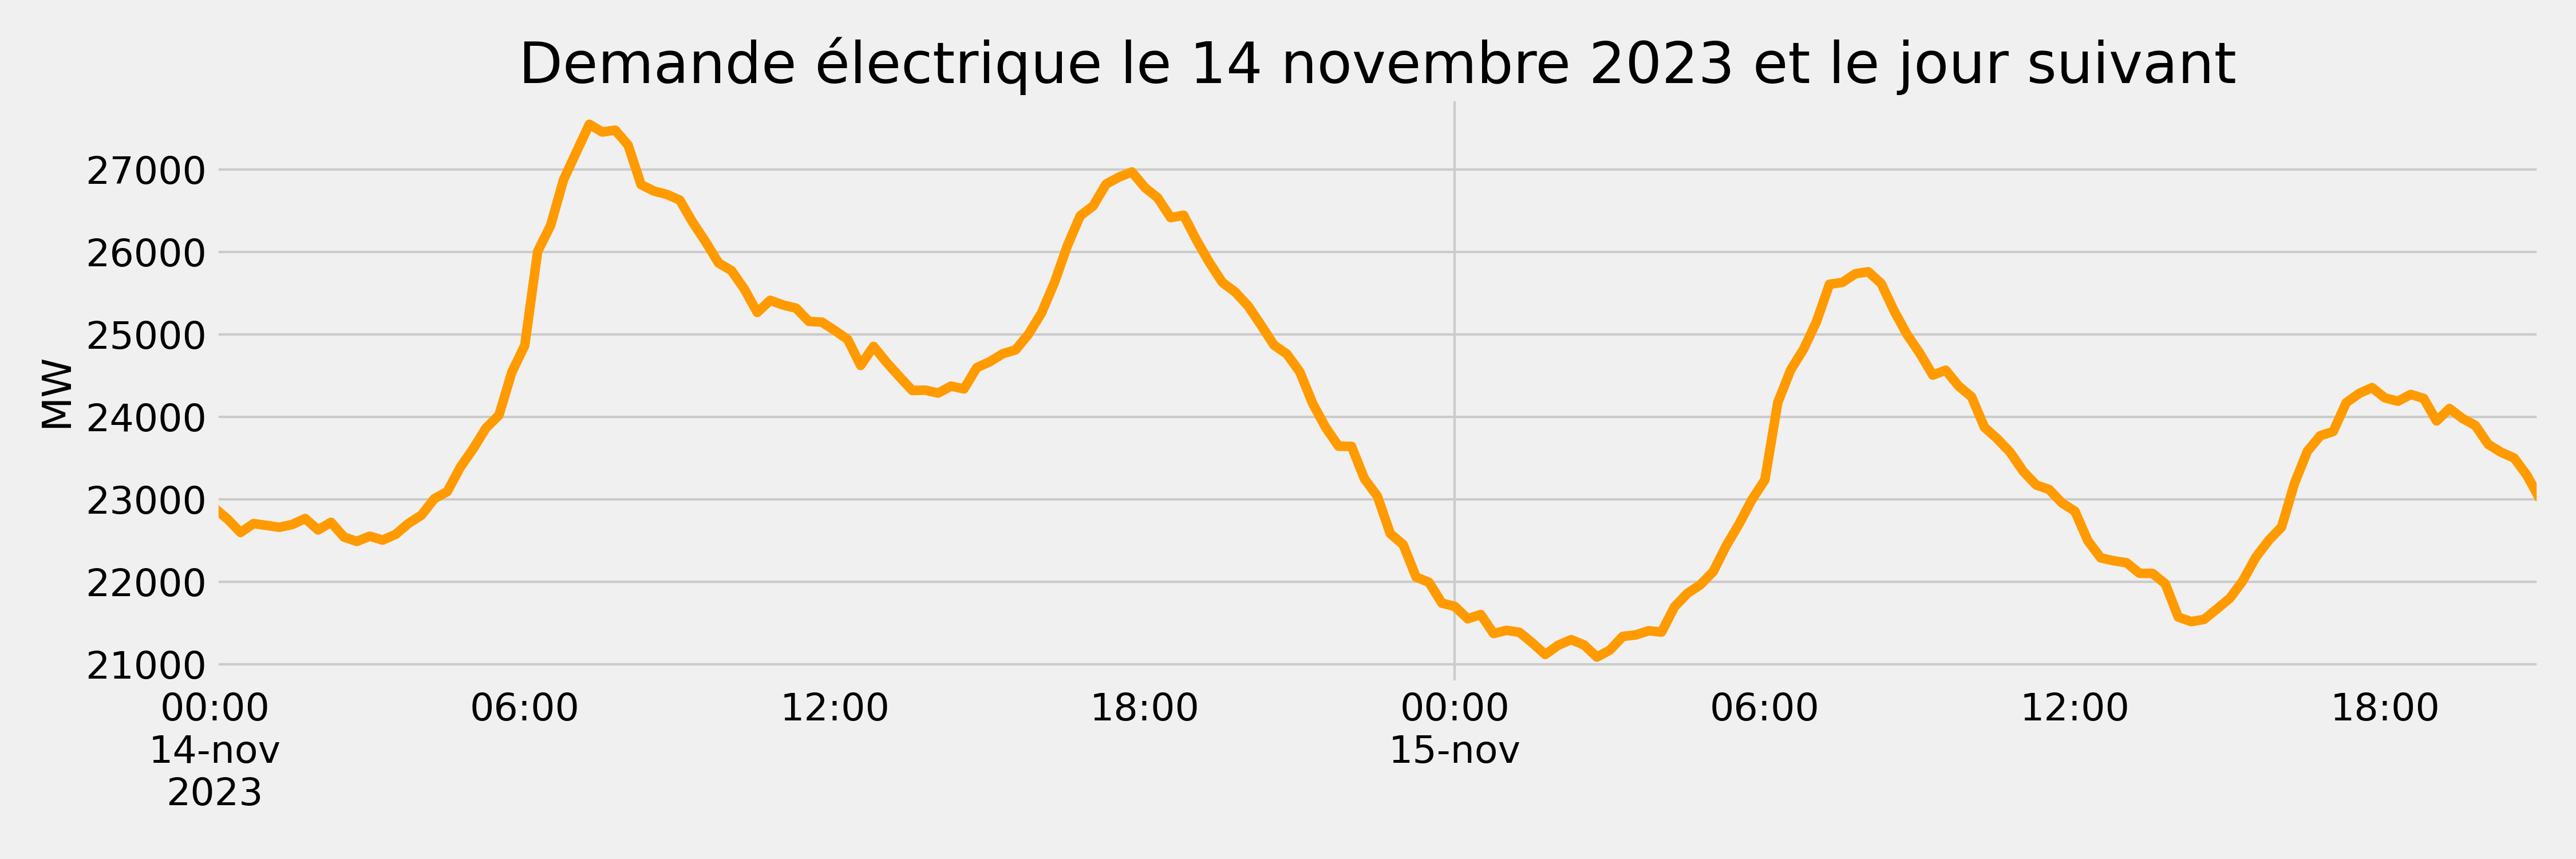 Demande électrique le 14 novembre 2023 et le jour suivant
MW
27000
26000
25000
24000
23000
22000
21000
00:00 06:00 12:00 18:00 00:00 06:00 12:00 18:00
14-nov 15-nov
2023